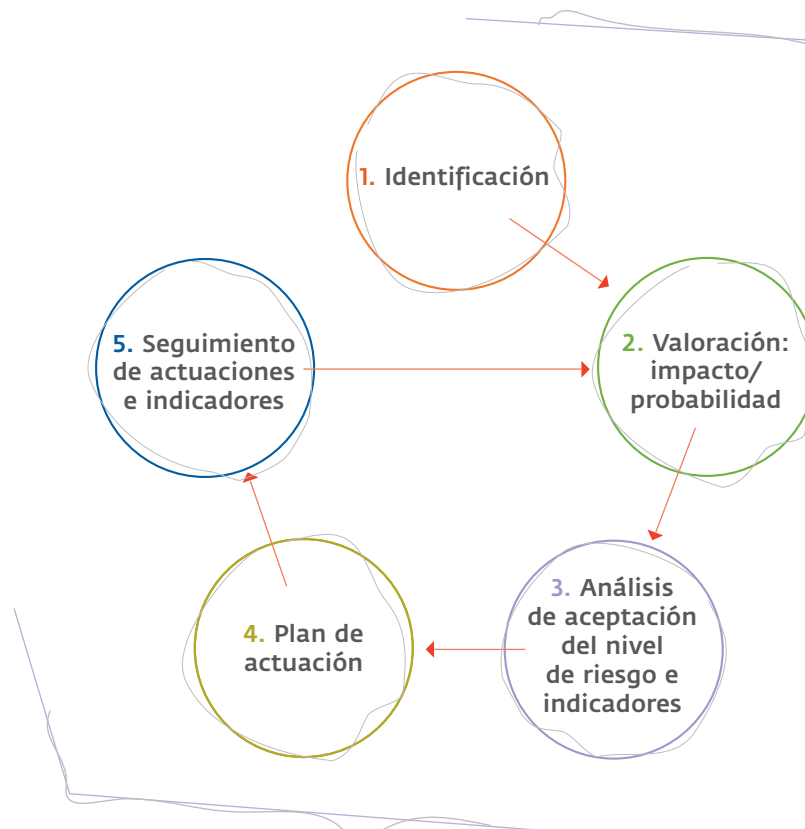 1. Identificación
2. Valoración:
impacto/
probabilidad
3. Análisis
de aceptación
del nivel
de riesgo e
indicadores
4. Plan de
actuación
5. Seguimiento
de actuaciones
e indicadores